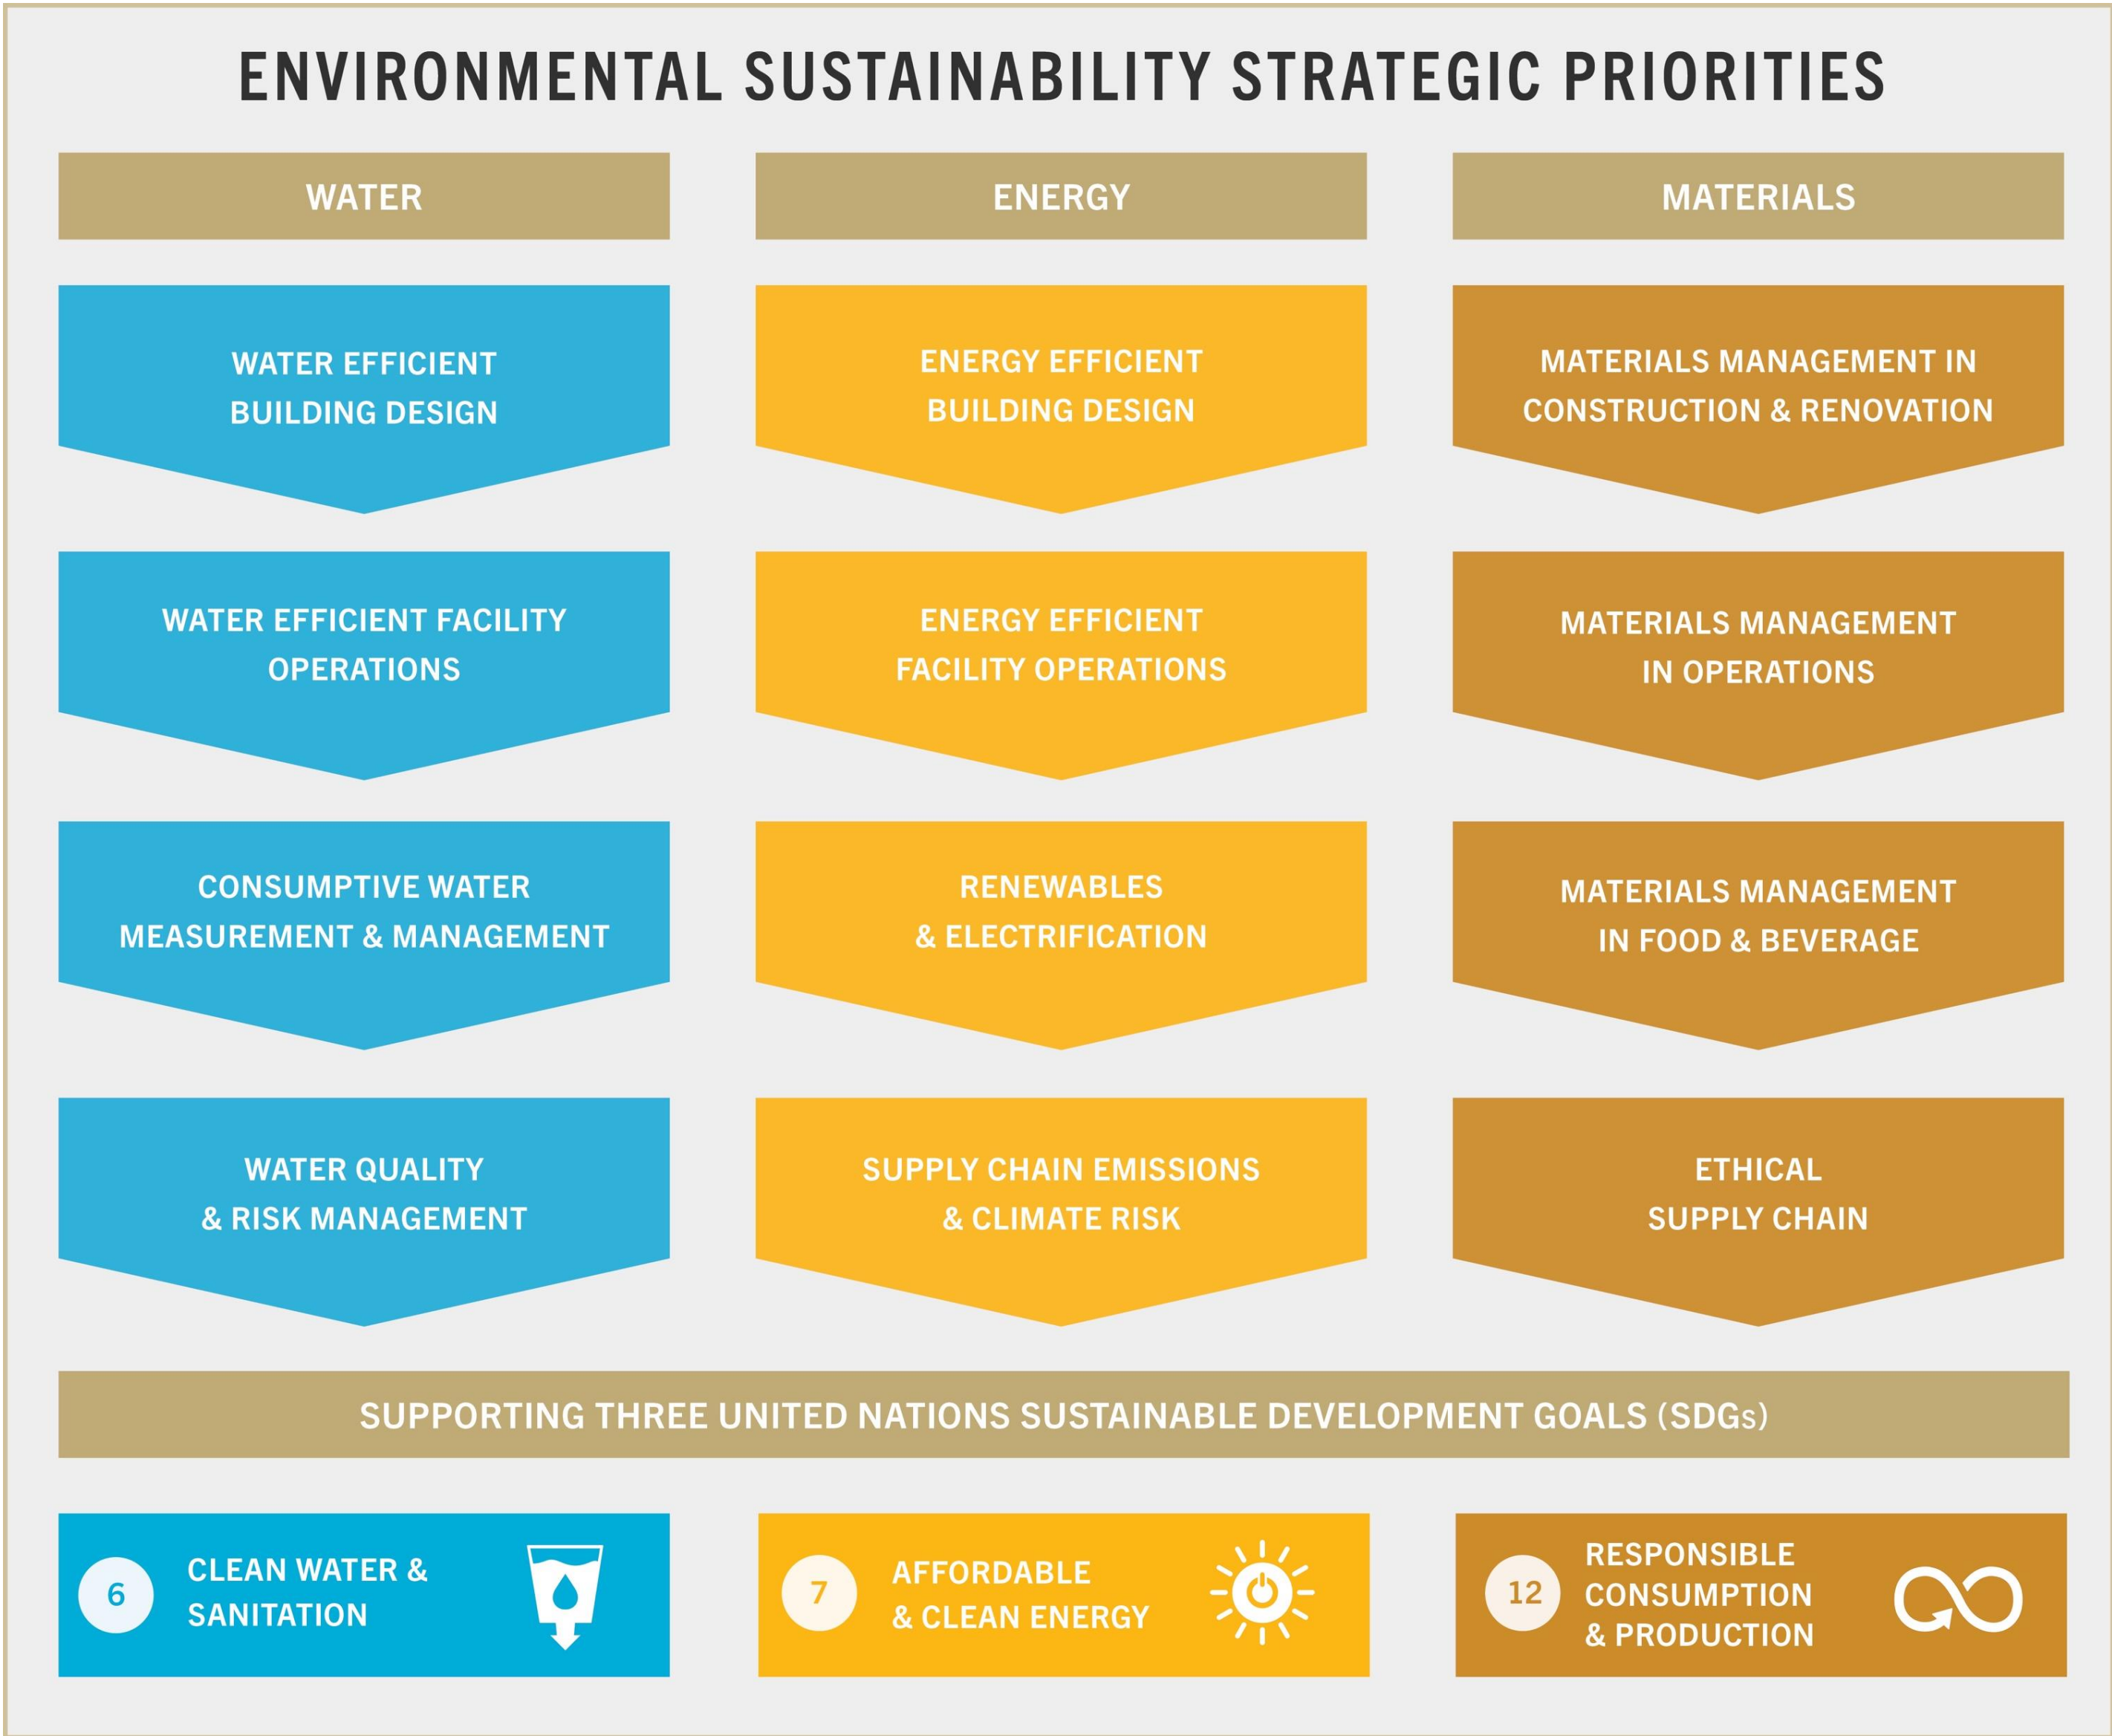 ENVIRONMENTAL SUSTAINABILITY STRATEGIC PRIORITIES
WATER
ENERGY
MATERIALS
WATER EFFICIENT
BUILDING DESIGN
ENERGY EFFICIENT
BUILDING DESIGN
MATERIALS MANAGEMENT IN
CONSTRUCTION & RENOVATION
WATER EFFICIENT FACILITY
OPERATIONS
ENERGY EFFICIENT
FACILITY OPERATIONS
MATERIALS MANAGEMENT
IN OPERATIONS
CONSUMPTIVE WATER
MEASUREMENT & MANAGEMENT
RENEWABLES
& ELECTRIFICATION
MATERIALS MANAGEMENT
IN FOOD & BEVERAGE
WATER QUALITY
& RISK MANAGEMENT
SUPPLY CHAIN EMISSIONS
& CLIMATE RISK
ETHICAL
SUPPLY CHAIN
SUPPORTING THREE UNITED NATIONS SUSTAINABLE DEVELOPMENT GOALS (SDGs)
6
CLEAN WATER &
SANITATION
7
AFFORDABLE
& CLEAN ENERGY
12
RESPONSIBLE
CONSUMPTION
& PRODUCTION